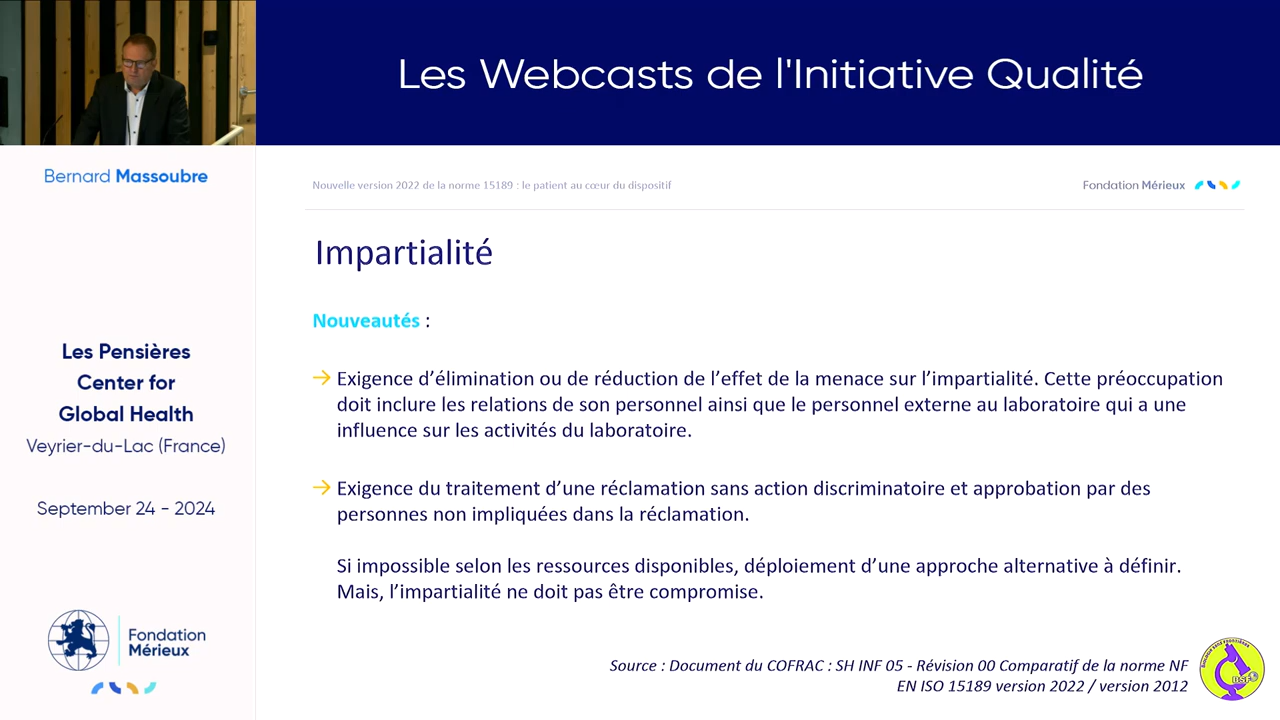 Les Webcasts de l'Initiative Qualité
Bernard Massoubre
Les Pensières
Center for
Global Health
Veyrier-du-Lac (France)
September 24 - 2024
Fondation
Mérieux
Nouvelle version 2022 de la norme 15189 : le patient au cœur du dispositif
Fondation Mérieux
Impartialité
Nouveautés :
→ Exigence d’élimination ou de réduction de l’effet de la menace sur l’impartialité. Cette préoccupation
doit inclure les relations de son personnel ainsi que le personnel externe au laboratoire qui a une
influence sur les activités du laboratoire.
→ Exigence du traitement d’une réclamation sans action discriminatoire et approbation par des
personnes non impliquées dans la réclamation.
Si impossible selon les ressources disponibles, déploiement d’une approche alternative à définir.
Mais, l’impartialité ne doit pas être compromise.
Source : Document du COFRAC : SH INF 05 - Révision 00 Comparatif de la norme NF
EN ISO 15189 version 2022 / version 2012
BIOLOGIE SANS FRONTIÈRES
BSF